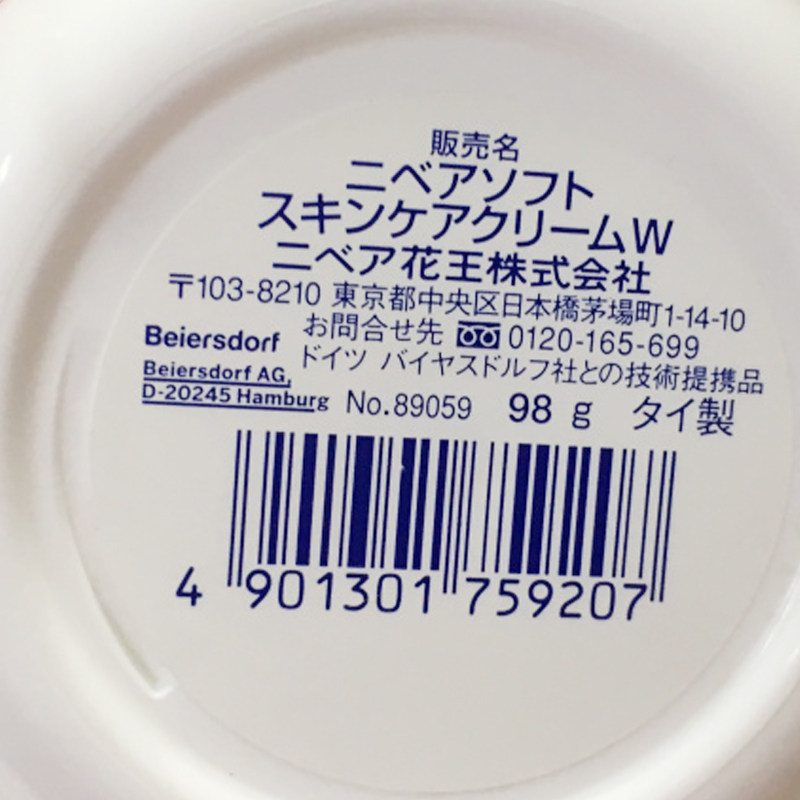 販売名
ニベアソフト
スキンケアクリームW
ニベア花王株式会社
〒103-8210 東京都中央区日本橋茅場町1-14-10
お問合せ先 0120-165-699
Beiersdorf
ドイツ バイヤスドルフ社との技術提携品
Beiersdorf AG,
D-20245 Hamburg
No.89059 98 g タイ製
4 901301 759207